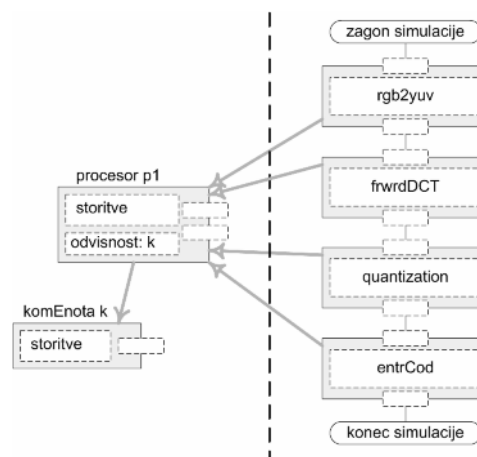 zagon simulacije
rgb2yuv
procesor p1
storitve
odvisnost: k
frwrdDCT
quantization
komEnota k
storitve
entrCod
konec simulacije